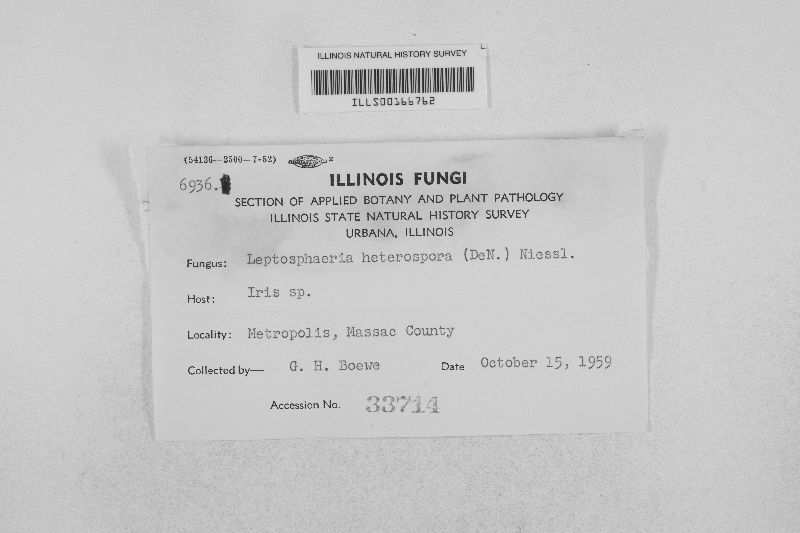 ILLINOIS NATURAL HISTORY SURVEY
ILLS00166762
(54126—2500—7-52) 2
6936.
ILLINOIS FUNGI
SECTION OF APPLIED BOTANY AND PLANT PATHOLOGY
ILLINOIS STATE NATURAL HISTORY SURVEY
URBANA, ILLINOIS
Fungus: Leptosphaeria heterospora (DeN.) Niessl.
Host: Iris sp.
Locality: Metropolis, Massac County
Collected by— G. H. Boewe Date October 15, 1959
Accession No. 33714